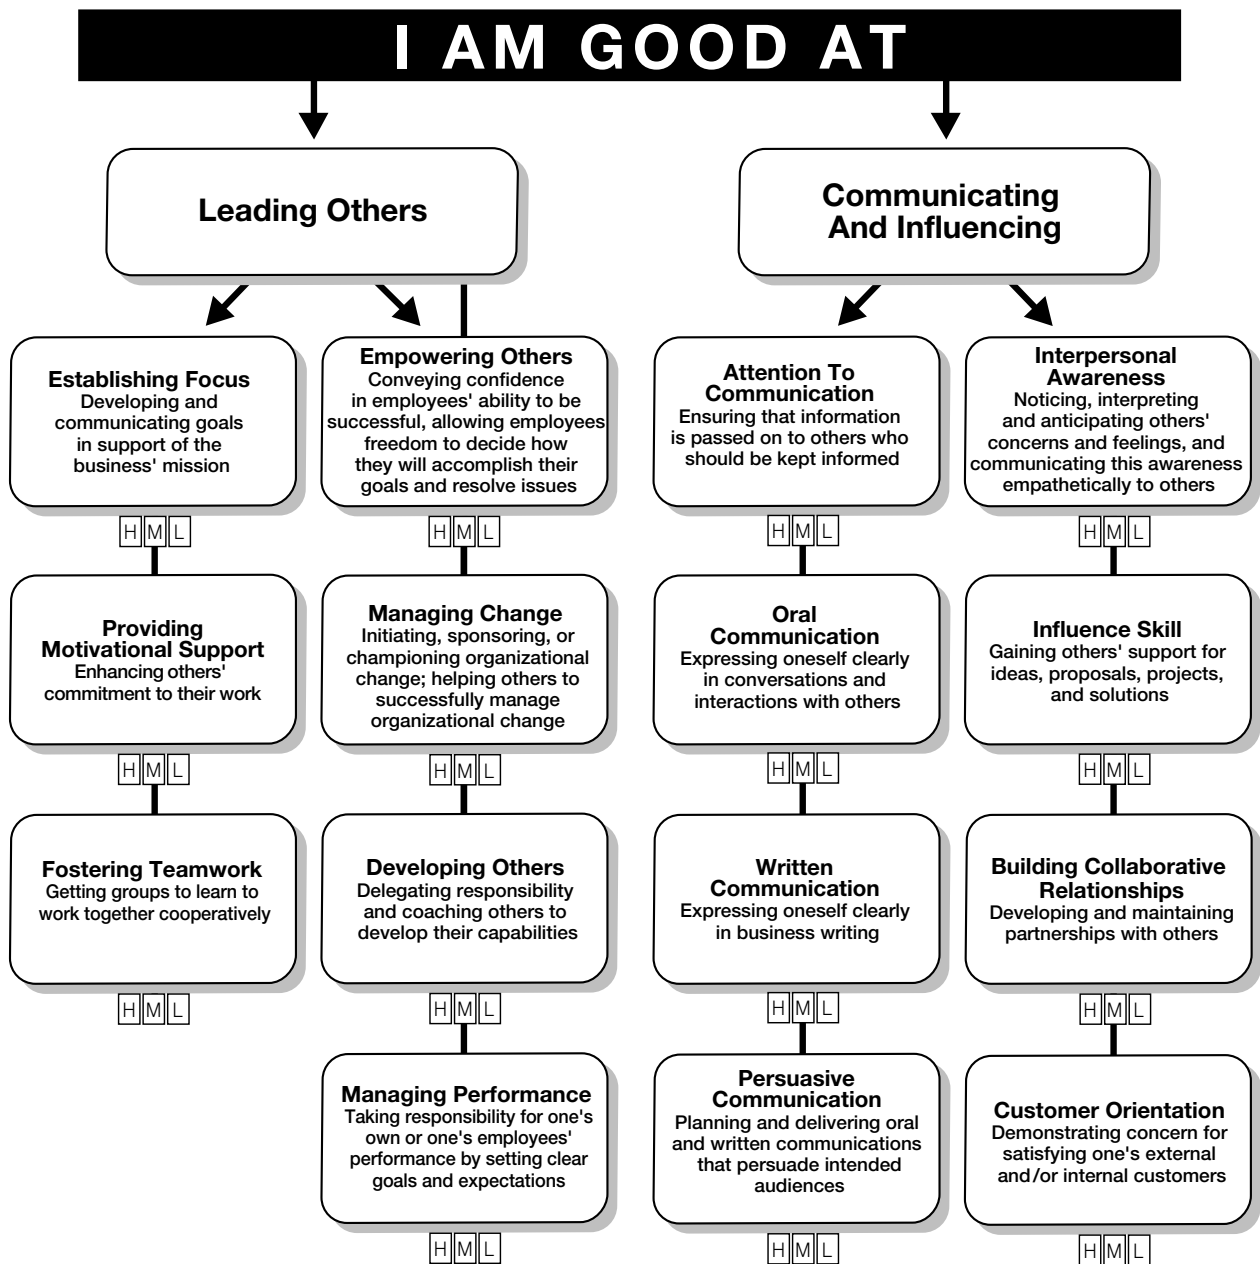 I AM GOOD AT
Leading Others
Establishing Focus
Developing and
communicating goals
in support of the
business' mission
H M L
Providing
Motivational Support
Enhancing others'
commitment to their work
H M L
Fostering Teamwork
Getting groups to learn to
work together cooperatively
H M L
Empowering Others
Conveying confidence
in employees' ability to be
successful, allowing employees
freedom to decide how
they will accomplish their
goals and resolve issues
H M L
Managing Change
Initiating, sponsoring, or
championing organizational
change; helping others to
successfully manage
organizational change
H M L
Developing Others
Delegating responsibility
and coaching others to
develop their capabilities
H M L
Managing Performance
Taking responsibility for one's
own or one's employees'
performance by setting clear
goals and expectations
H M L
Communicating
And Influencing
Attention To
Communication
Ensuring that information
is passed on to others who
should be kept informed
H M L
Oral
Communication
Expressing oneself clearly
in conversations and
interactions with others
H M L
Written
Communication
Expressing oneself clearly
in business writing
H M L
Persuasive
Communication
Planning and delivering oral
and written communications
that persuade intended
audiences
H M L
Interpersonal
Awareness
Noticing, interpreting
and anticipating others'
concerns and feelings, and
communicating this awareness
empathetically to others
H M L
Influence Skill
Gaining others' support for
ideas, proposals, projects,
and solutions
H M L
Building Collaborative
Relationships
Developing and maintaining
partnerships with others
H M L
Customer Orientation
Demonstrating concern for
satisfying one's external
and/or internal customers
H M L